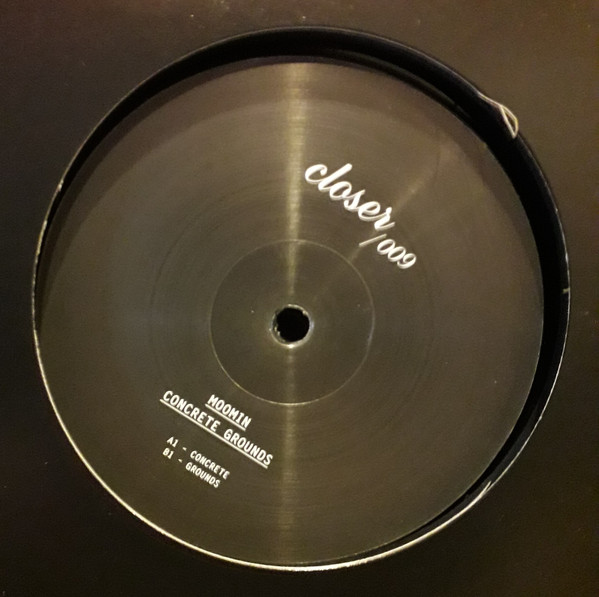 closer
/009
MOOMIN
CONCRETE GROUNDS
A1 - CONCRETE
B1 - GROUNDS